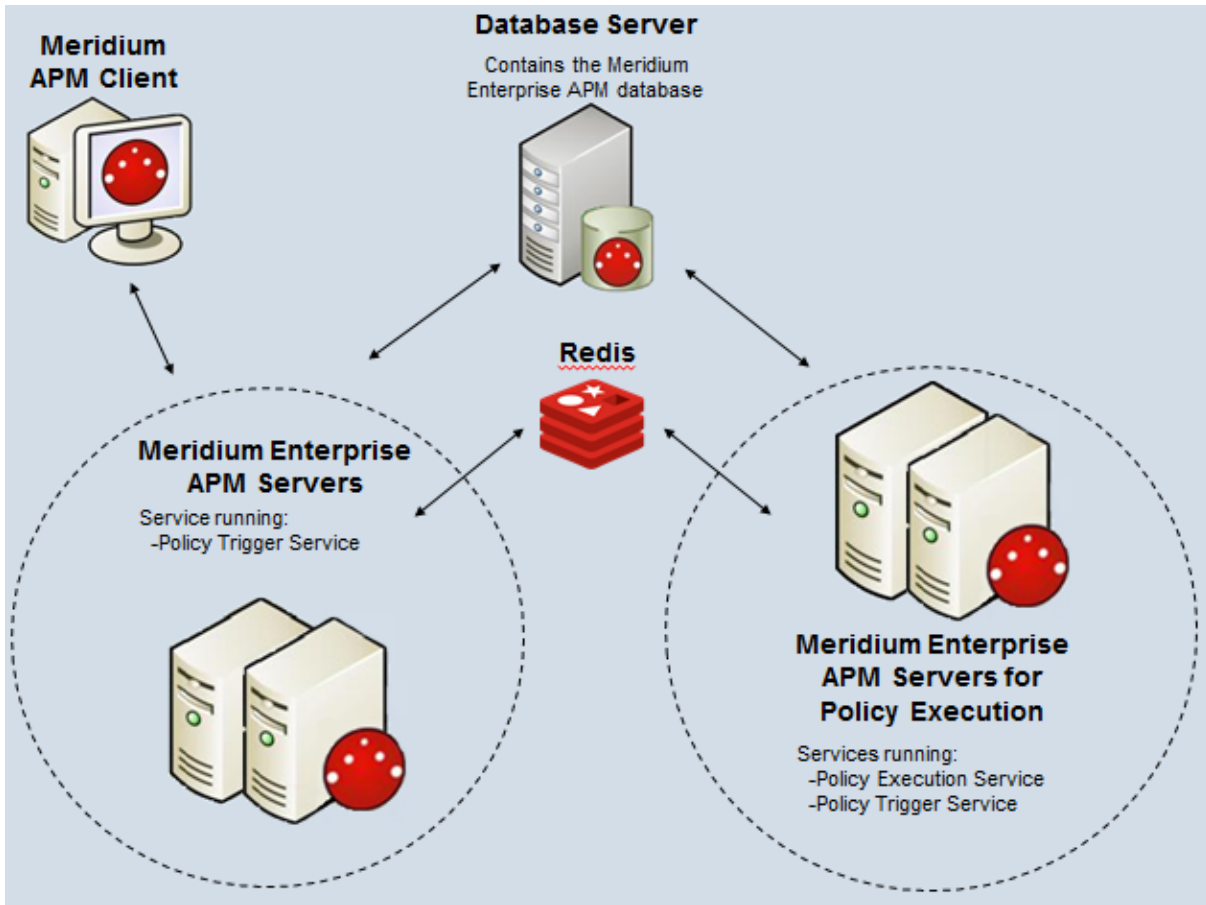 Meridium
APM Client
Database Server
Contains the Meridium
Enterprise APM database
Redis
Meridium Enterprise
APM Servers
Service running:
-Policy Trigger Service
Meridium Enterprise
APM Servers for
Policy Execution
Services running:
-Policy Execution Service
-Policy Trigger Service